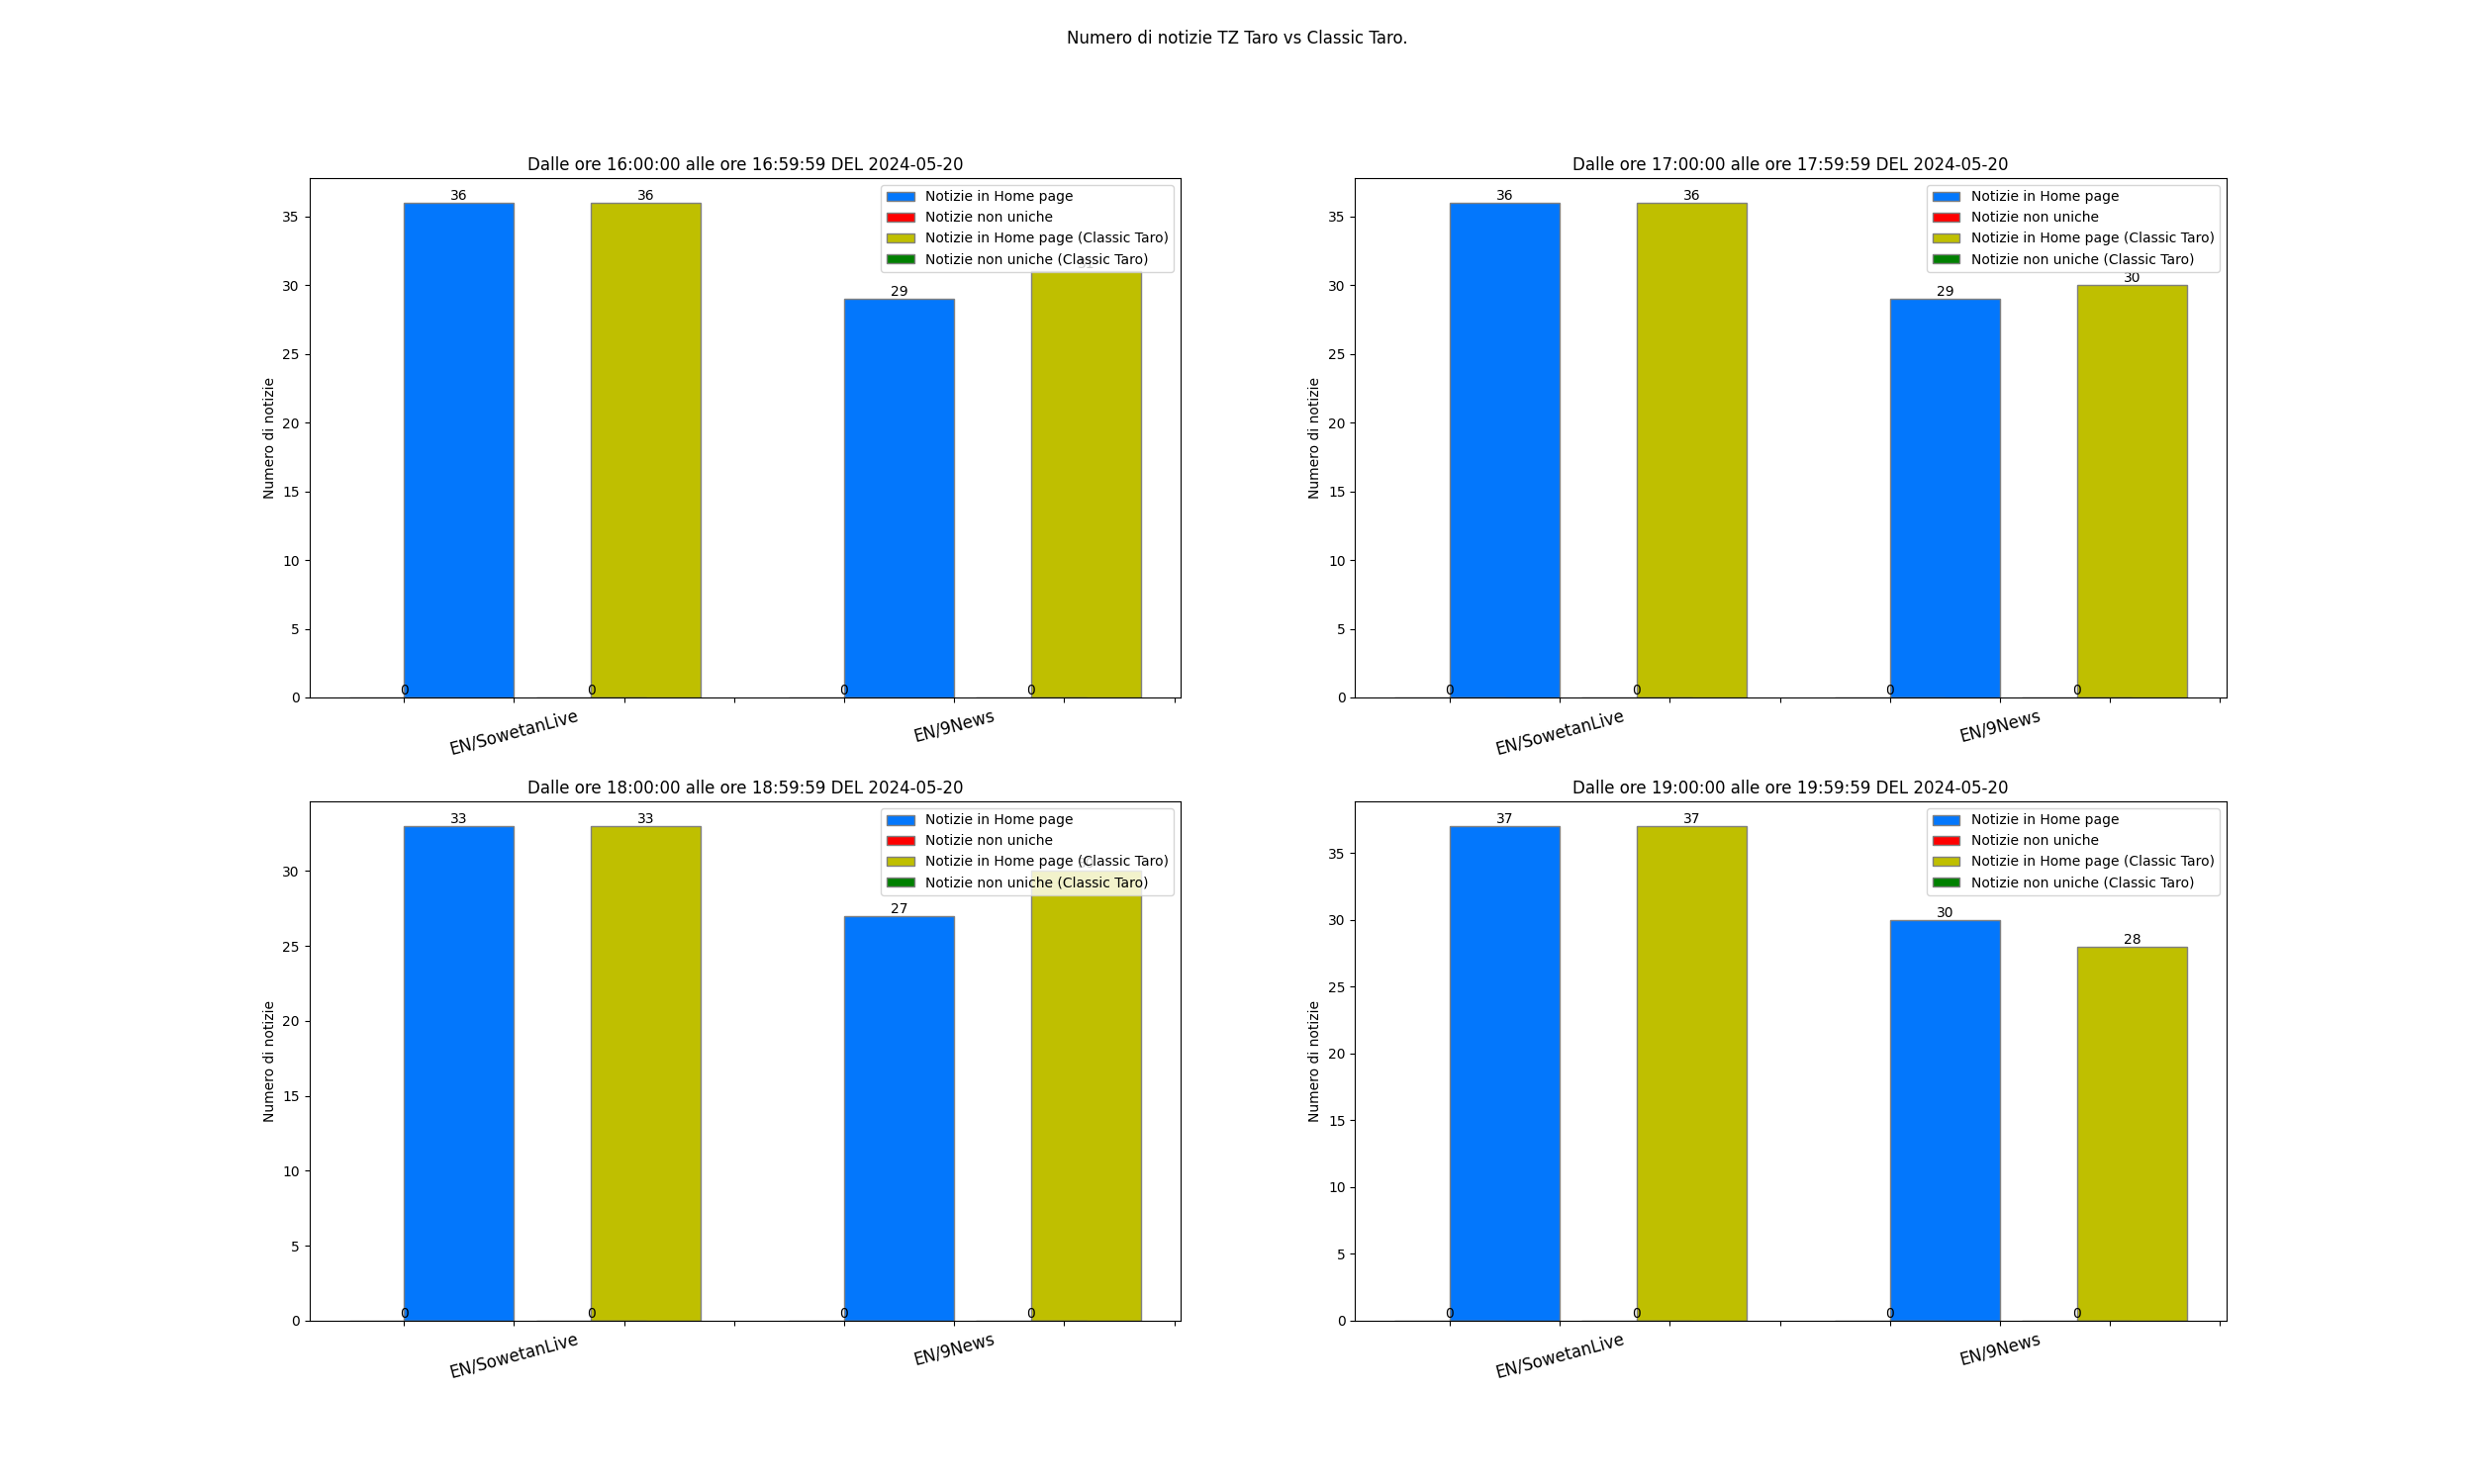 Numero di notizie TZ Taro vs Classic Taro.
Dalle ore 16:00:00 alle ore 16:59:59 DEL 2024-05-20
Numero di notizie
35
30
25
20
15
10
5
0
36
36
29
31
0
0
0
0
Notizie in Home page
Notizie non uniche
Notizie in Home page (Classic Taro)
Notizie non uniche (Classic Taro)
EN/SowetanLive
EN/9News
Dalle ore 17:00:00 alle ore 17:59:59 DEL 2024-05-20
Numero di notizie
35
30
25
20
15
10
5
0
36
36
29
30
0
0
0
0
Notizie in Home page
Notizie non uniche
Notizie in Home page (Classic Taro)
Notizie non uniche (Classic Taro)
EN/SowetanLive
EN/9News
Dalle ore 18:00:00 alle ore 18:59:59 DEL 2024-05-20
Numero di notizie
30
25
20
15
10
5
0
33
33
27
0
0
0
0
Notizie in Home page
Notizie non uniche
Notizie in Home page (Classic Taro)
Notizie non uniche (Classic Taro)
EN/SowetanLive
EN/9News
Dalle ore 19:00:00 alle ore 19:59:59 DEL 2024-05-20
Numero di notizie
35
30
25
20
15
10
5
0
37
37
30
28
0
0
0
0
Notizie in Home page
Notizie non uniche
Notizie in Home page (Classic Taro)
Notizie non uniche (Classic Taro)
EN/SowetanLive
EN/9News